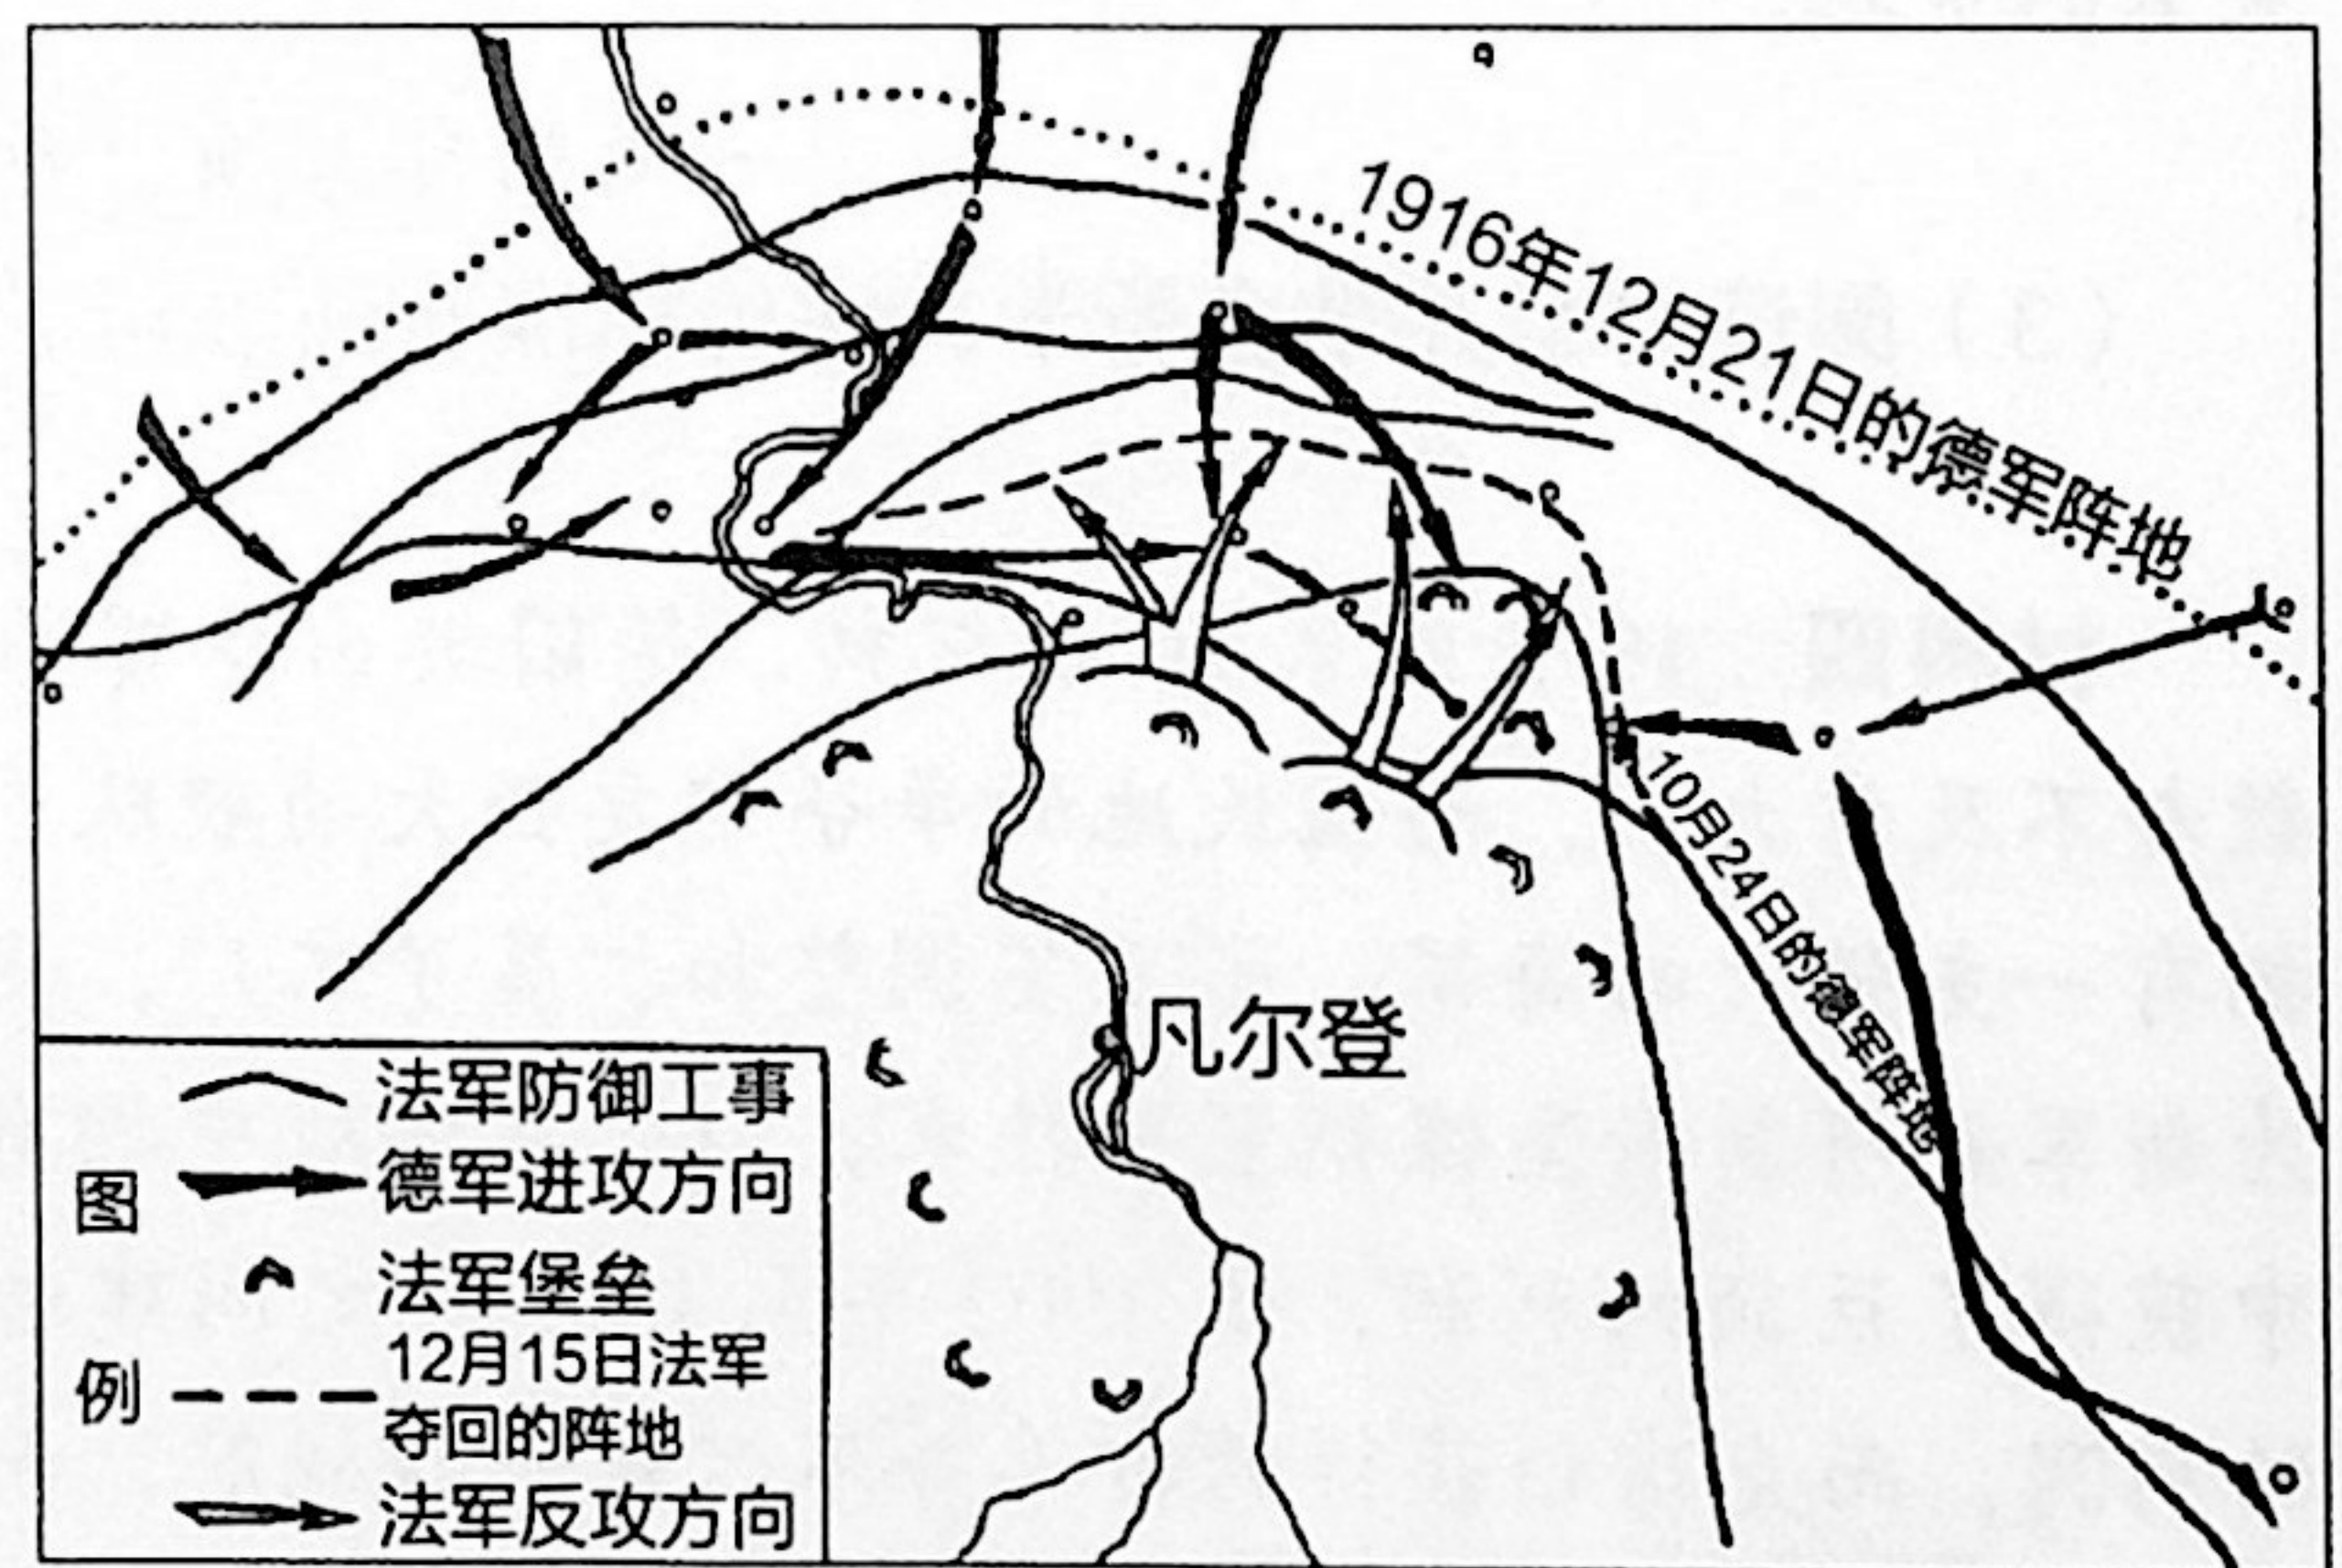 1916年12月21日的德军阵地
10月24日的德军阵地
凡尔登
图例
法军防御工事
德军进攻方向
法军堡垒
12月15日法军
夺回的阵地
法军反攻方向